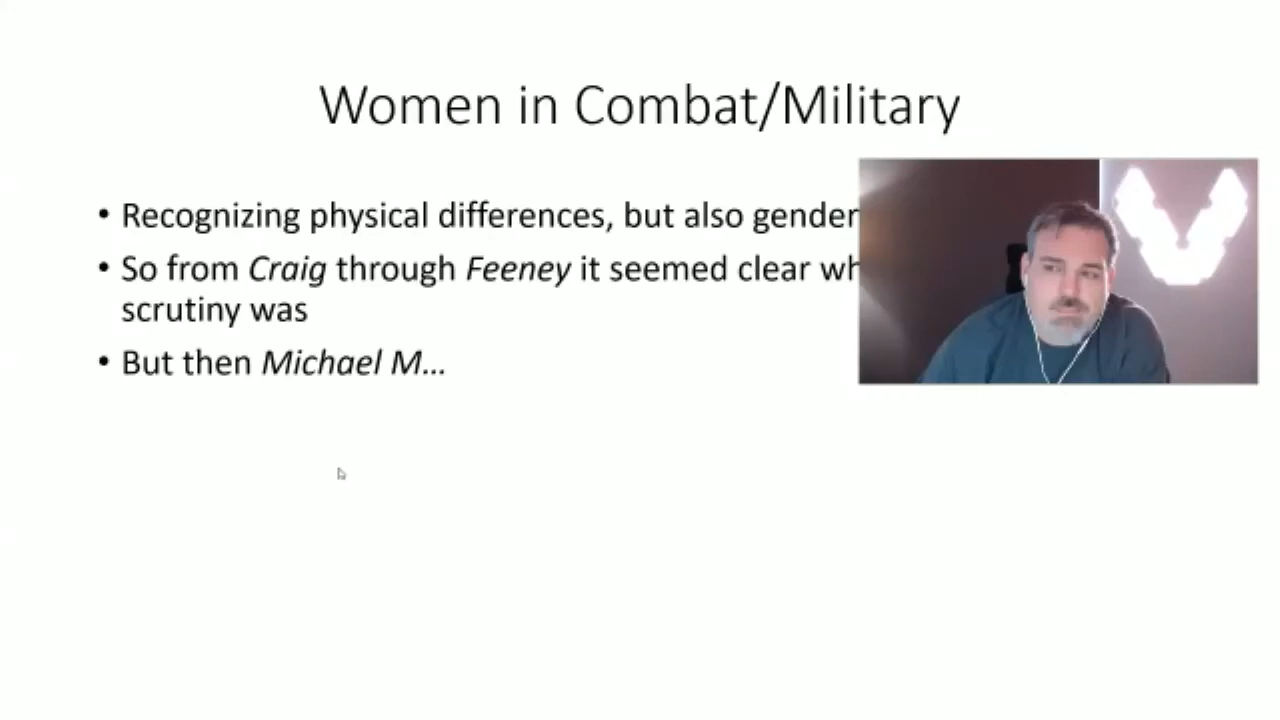 Women in Combat/Military
• Recognizing physical differences, but also gender
• So from Craig through Feeney it seemed clear
scrutiny was
• But then Michael M…